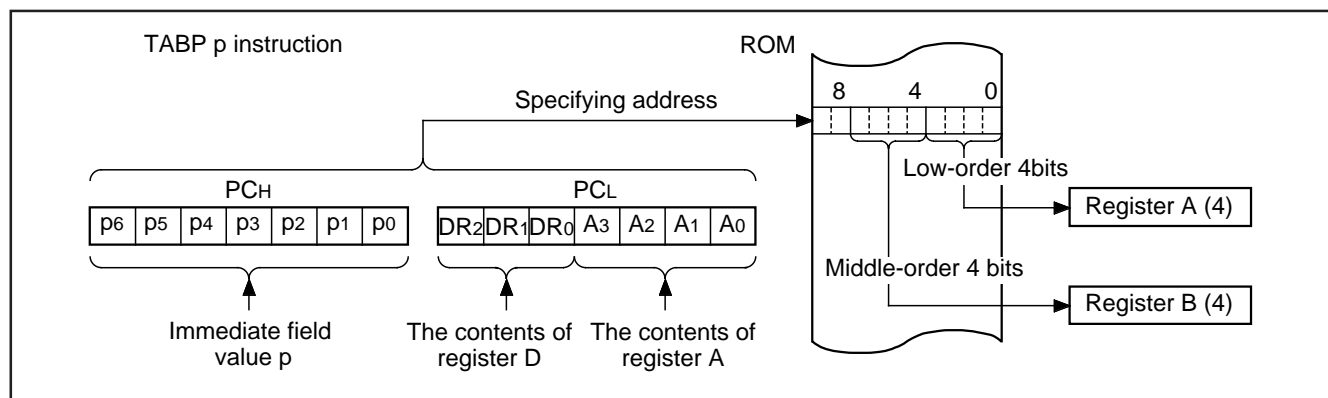 TABP p instruction
ROM
8 4 0
Specifying address
Low-order 4bits
PCH PCL
p6 p5 p4 p3 p2 p1 p0 DR2 DR1 DR0 A3 A2 A1 A0
Register A (4)
Middle-order 4 bits
Register B (4)
Immediate field
value p
The contents of
register D
The contents of
register A